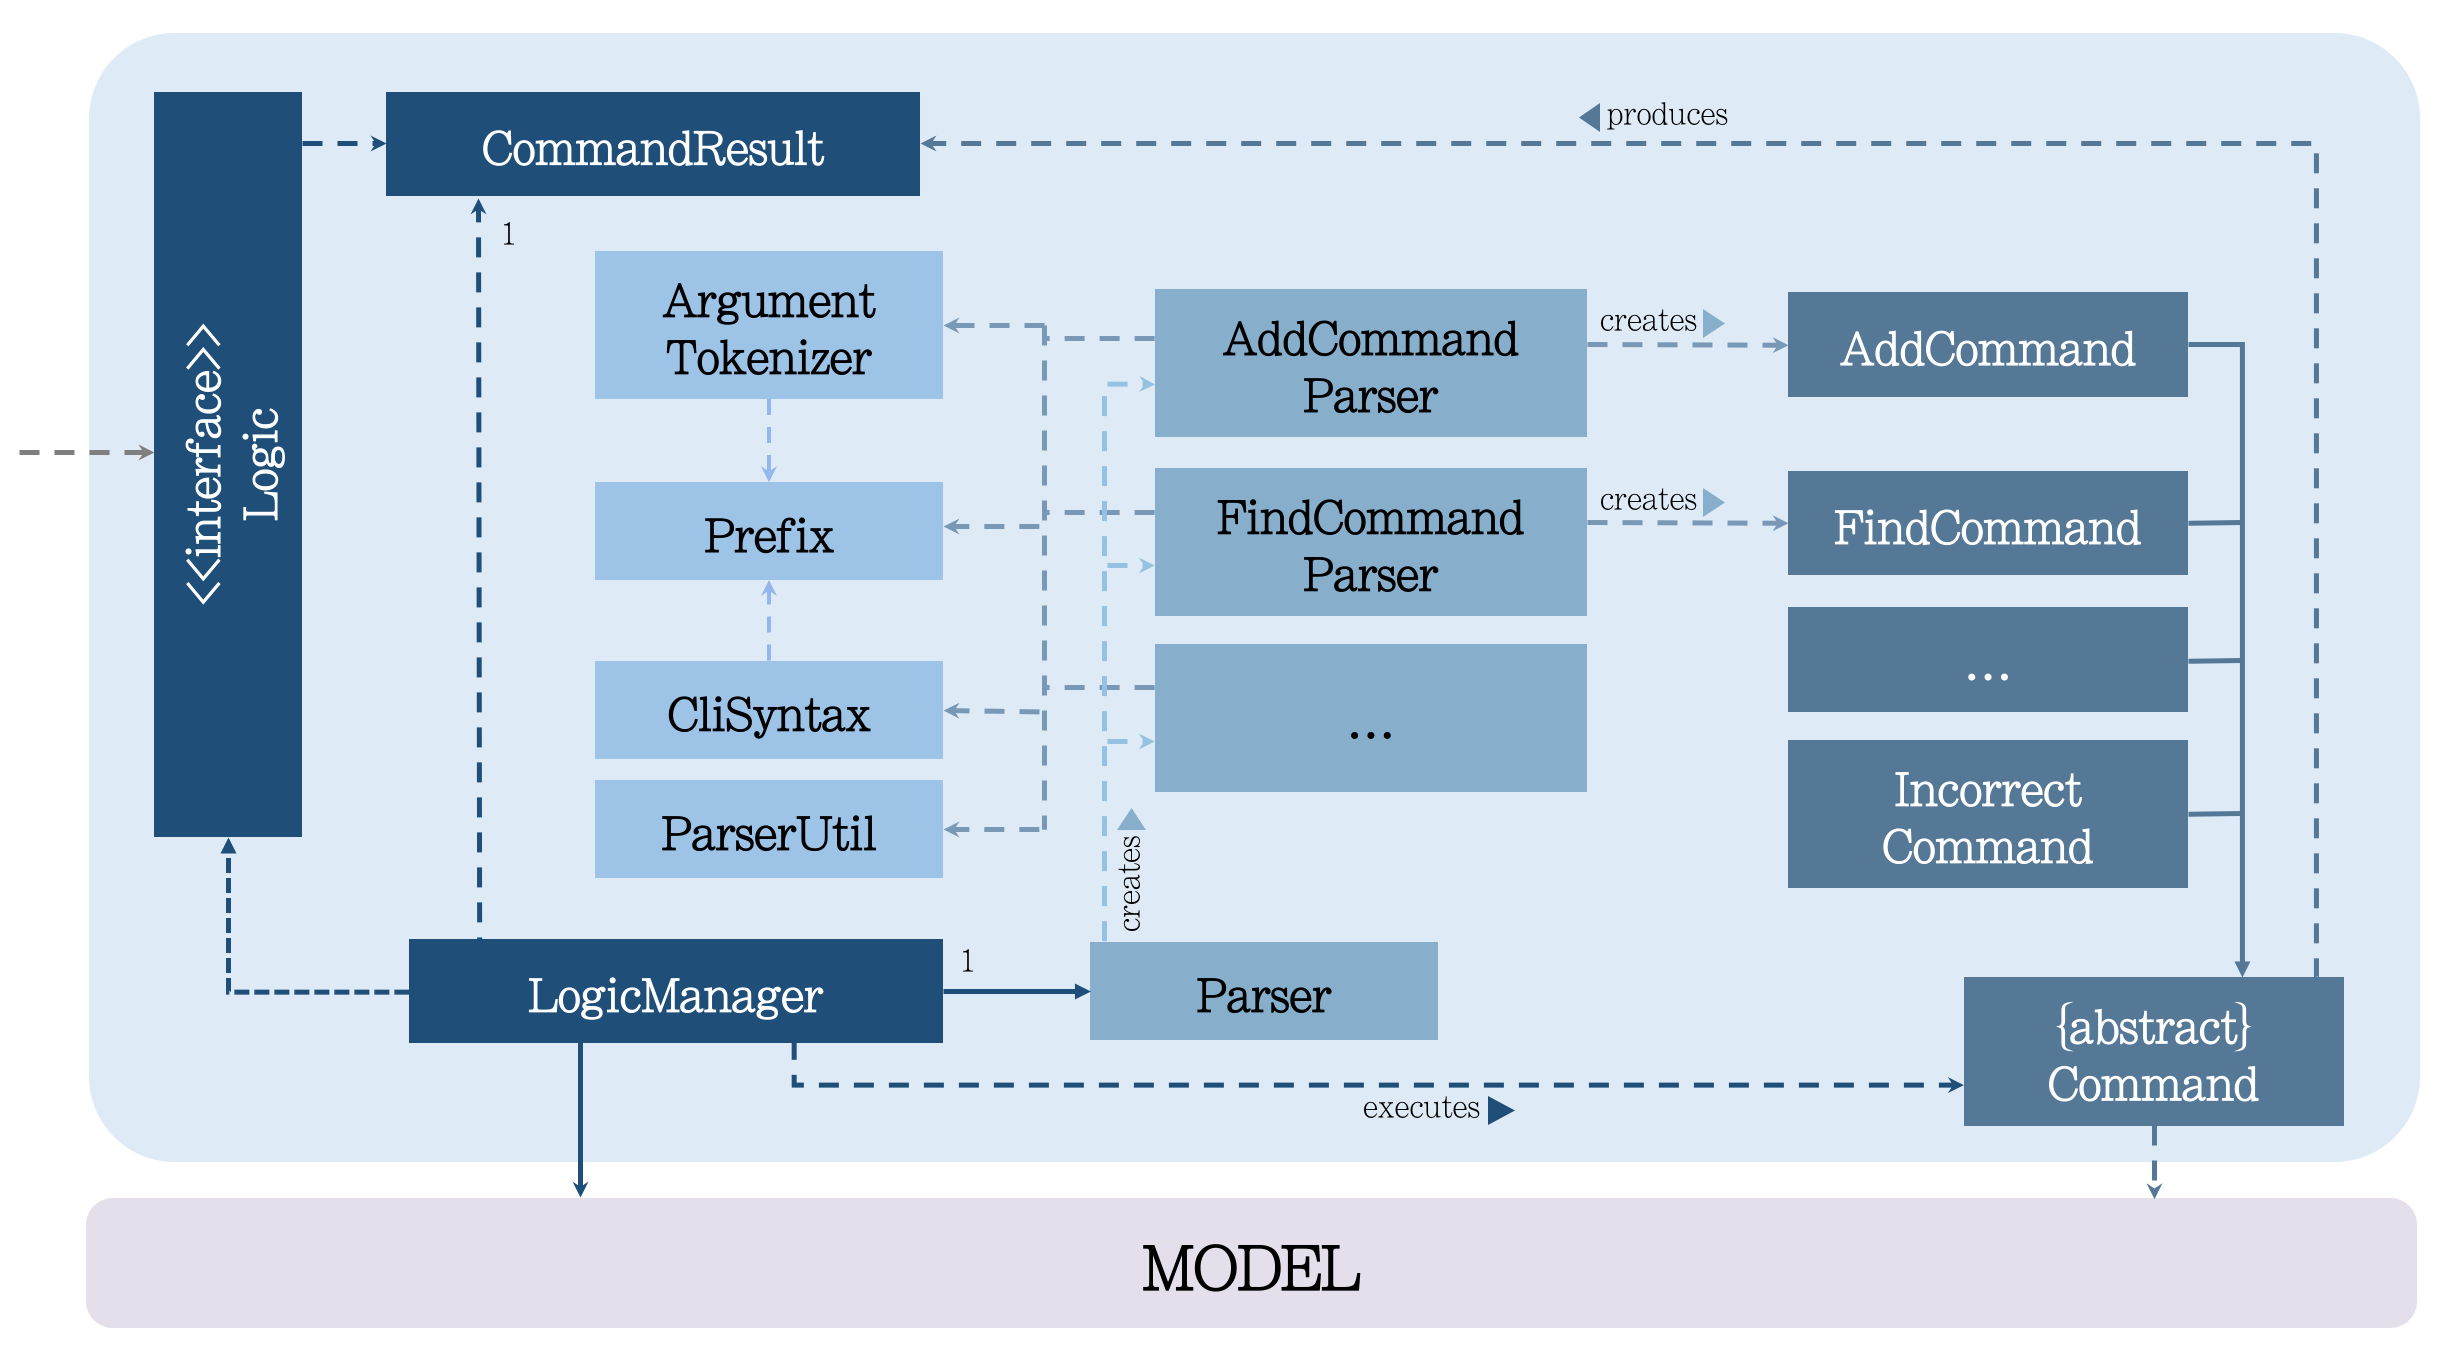 <<interface>>
Logic
CommandResult
produces
1
Argument
Tokenizer
AddCommand
Parser
creates
AddCommand
Prefix
FindCommand
Parser
creates
FindCommand
CliSyntax
...
...
ParserUtil
creates
Incorrect
Command
LogicManager
1
Parser
executes
{abstract}
Command
MODEL